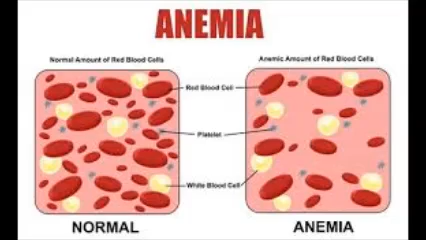 ANEMIA
Normal Amount of Red Blood Cells
Anemic Amount of Red Blood Cells
Red Blood Cell
Platelet
White Blood Cell
NORMAL
ANEMIA